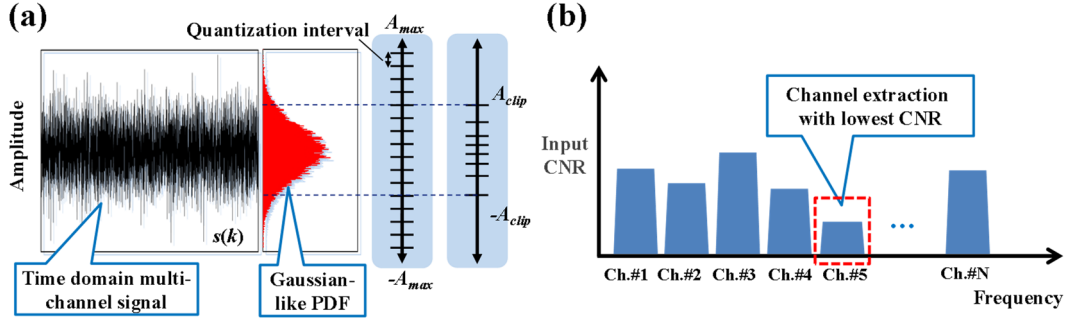 (a)
Quantization interval
A_max
A_clip
-A_clip
-A_max
Amplitude
s(k)
Time domain multi-
channel signal
Gaussian-
like PDF
(b)
Input
CNR
Channel extraction
with lowest CNR
...
Ch.#1
Ch.#2
Ch.#3
Ch.#4
Ch.#5
Ch.#N
Frequency